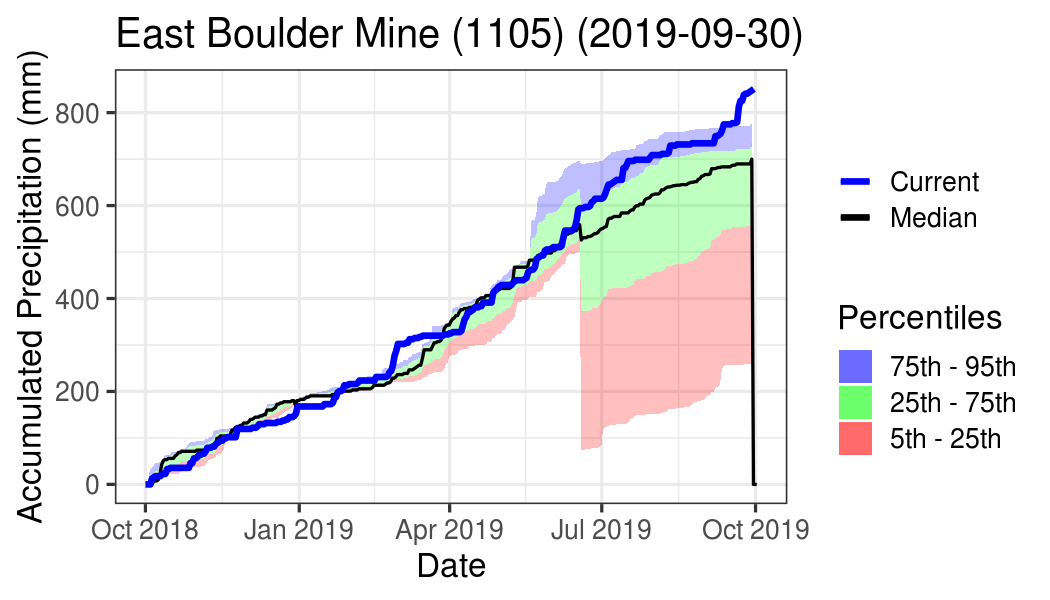 East Boulder Mine (1105) (2019-09-30)
Accumulated Precipitation (mm)
800
600
400
200
0
Oct 2018
Jan 2019
Apr 2019
Jul 2019
Oct 2019
Date
Current
Median
Percentiles
75th - 95th
25th - 75th
5th - 25th